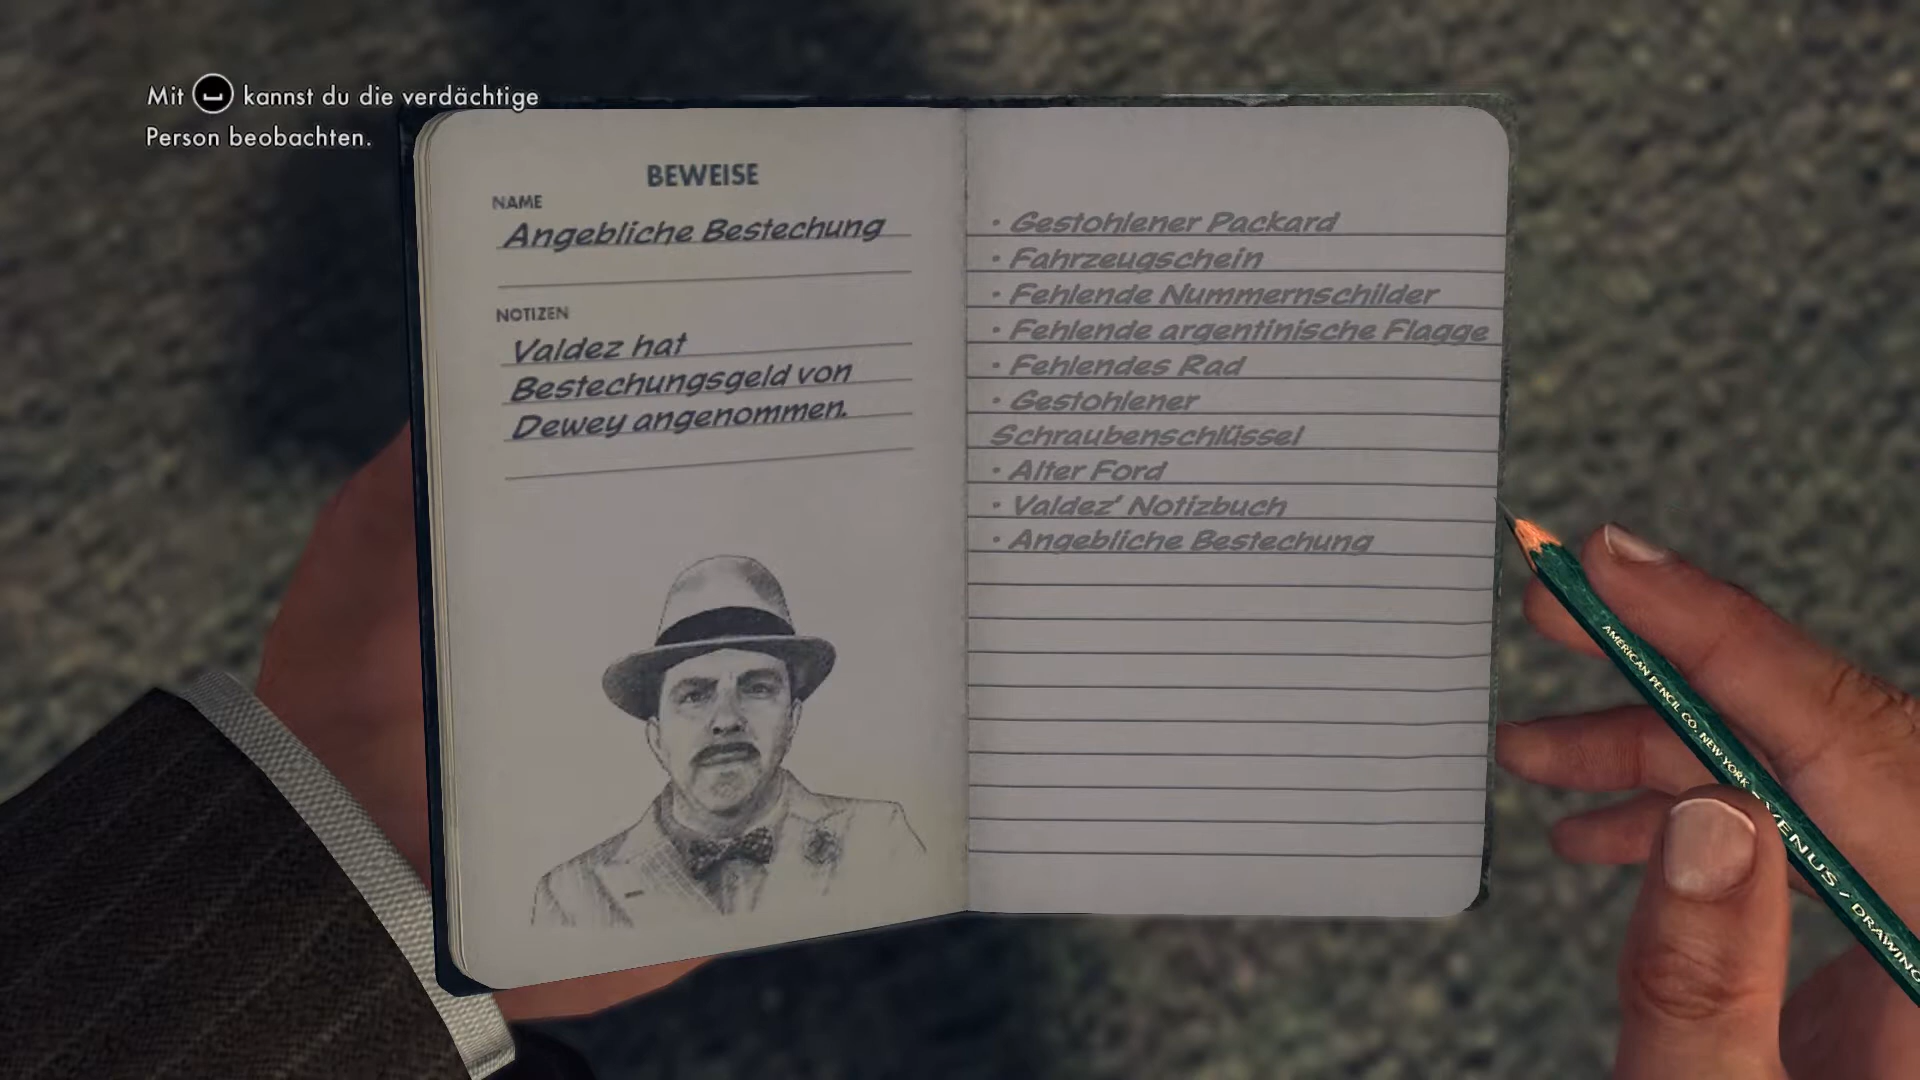 Mit kannst du die verdächtige
Person beobachten.
BEWEISE
NAME
Angebliche Bestechung
NOTIZEN
Valdez hat
Bestechungsgeld von
Dewey angenommen.
• Gestohlener Packard
• Fahrzeugschein
• Fehlende Nummernschilder
• Fehlende argentinische Flagge
• Fehlendes Rad
• Gestohlener
Schraubenschlüssel
• Alter Ford
• Valdez' Notizbuch
• Angebliche Bestechung
AMERICAN PENCIL CO. NEW YORK • VENUS / DRAWING